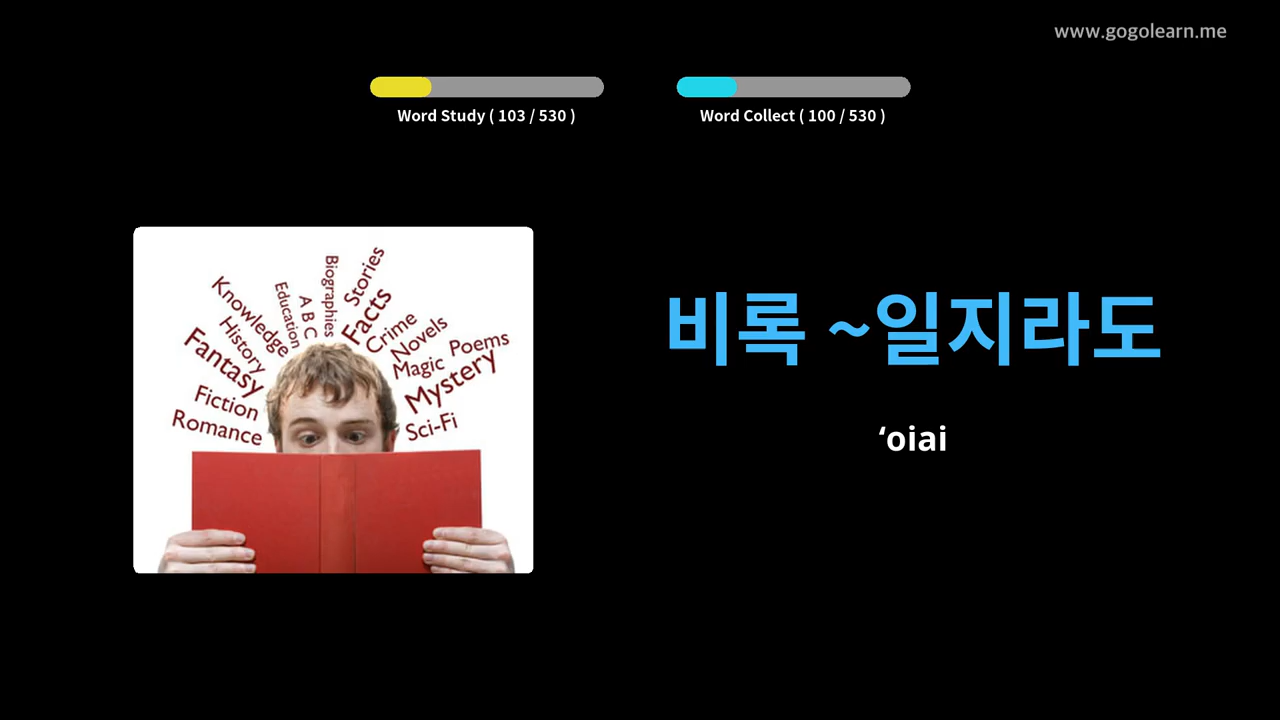 www.gogolearn.me
Word Study ( 103 / 530 )
Word Collect ( 100 / 530 )
Knowledge
Education
A B C
Biographies
Stories
Facts
Crime
Novels
Poems
History
Fantasy
Magic
Mystery
Fiction
Romance
Sci-Fi
비록 ~일지라도
‘oiai